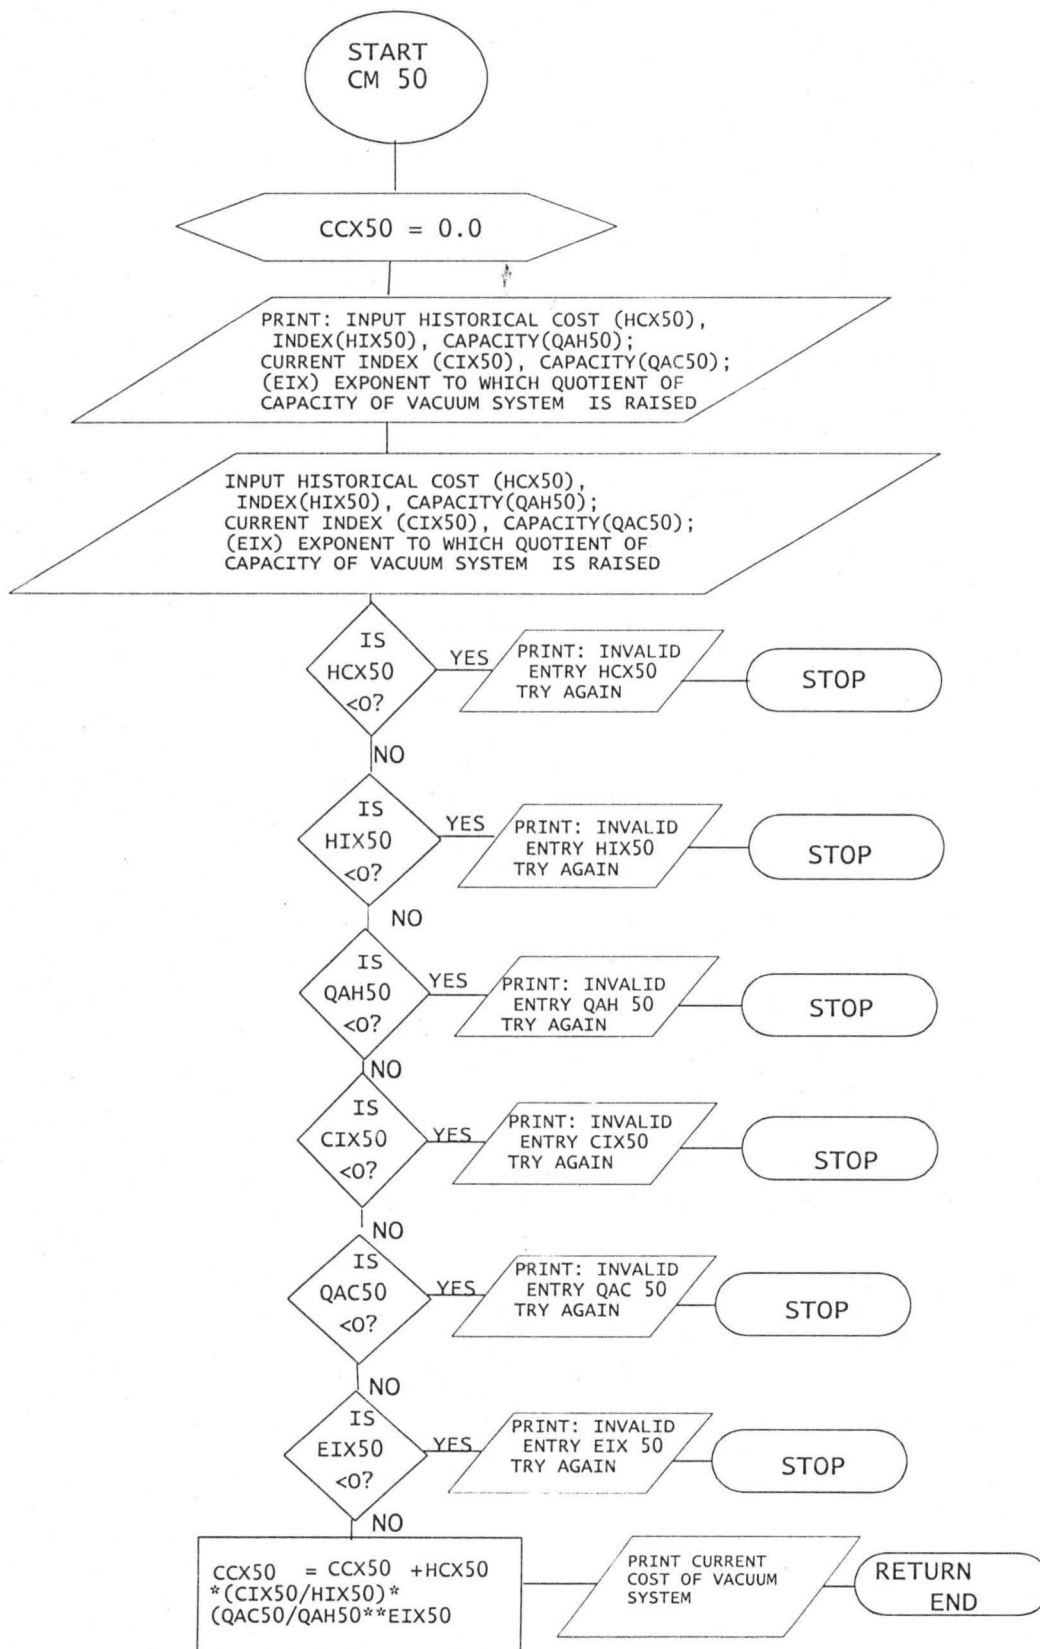 START
CM 50
CCX50 = 0.0
PRINT: INPUT HISTORICAL COST (HCX50),
INDEX(HIX50), CAPACITY(QAH50);
CURRENT INDEX (CIX50), CAPACITY(QAC50);
(EIX) EXPONENT TO WHICH QUOTIENT OF
CAPACITY OF VACUUM SYSTEM IS RAISED
INPUT HISTORICAL COST (HCX50),
INDEX(HIX50), CAPACITY(QAH50);
CURRENT INDEX (CIX50), CAPACITY(QAC50);
(EIX) EXPONENT TO WHICH QUOTIENT OF
CAPACITY OF VACUUM SYSTEM IS RAISED
IS
HCX50
<0?
YES
PRINT: INVALID
ENTRY HCX50
TRY AGAIN
STOP
NO
IS
HIX50
<0?
YES
PRINT: INVALID
ENTRY HIX50
TRY AGAIN
STOP
NO
IS
QAH50
<0?
YES
PRINT: INVALID
ENTRY QAH 50
TRY AGAIN
STOP
NO
IS
CIX50
<0?
YES
PRINT: INVALID
ENTRY CIX50
TRY AGAIN
STOP
NO
IS
QAC50
<0?
YES
PRINT: INVALID
ENTRY QAC 50
TRY AGAIN
STOP
NO
IS
EIX50
<0?
YES
PRINT: INVALID
ENTRY EIX 50
TRY AGAIN
STOP
NO
CCX50 = CCX50 +HCX50
*(CIX50/HIX50)*
(QAC50/QAH50**EIX50
PRINT CURRENT
COST OF VACUUM
SYSTEM
RETURN
END